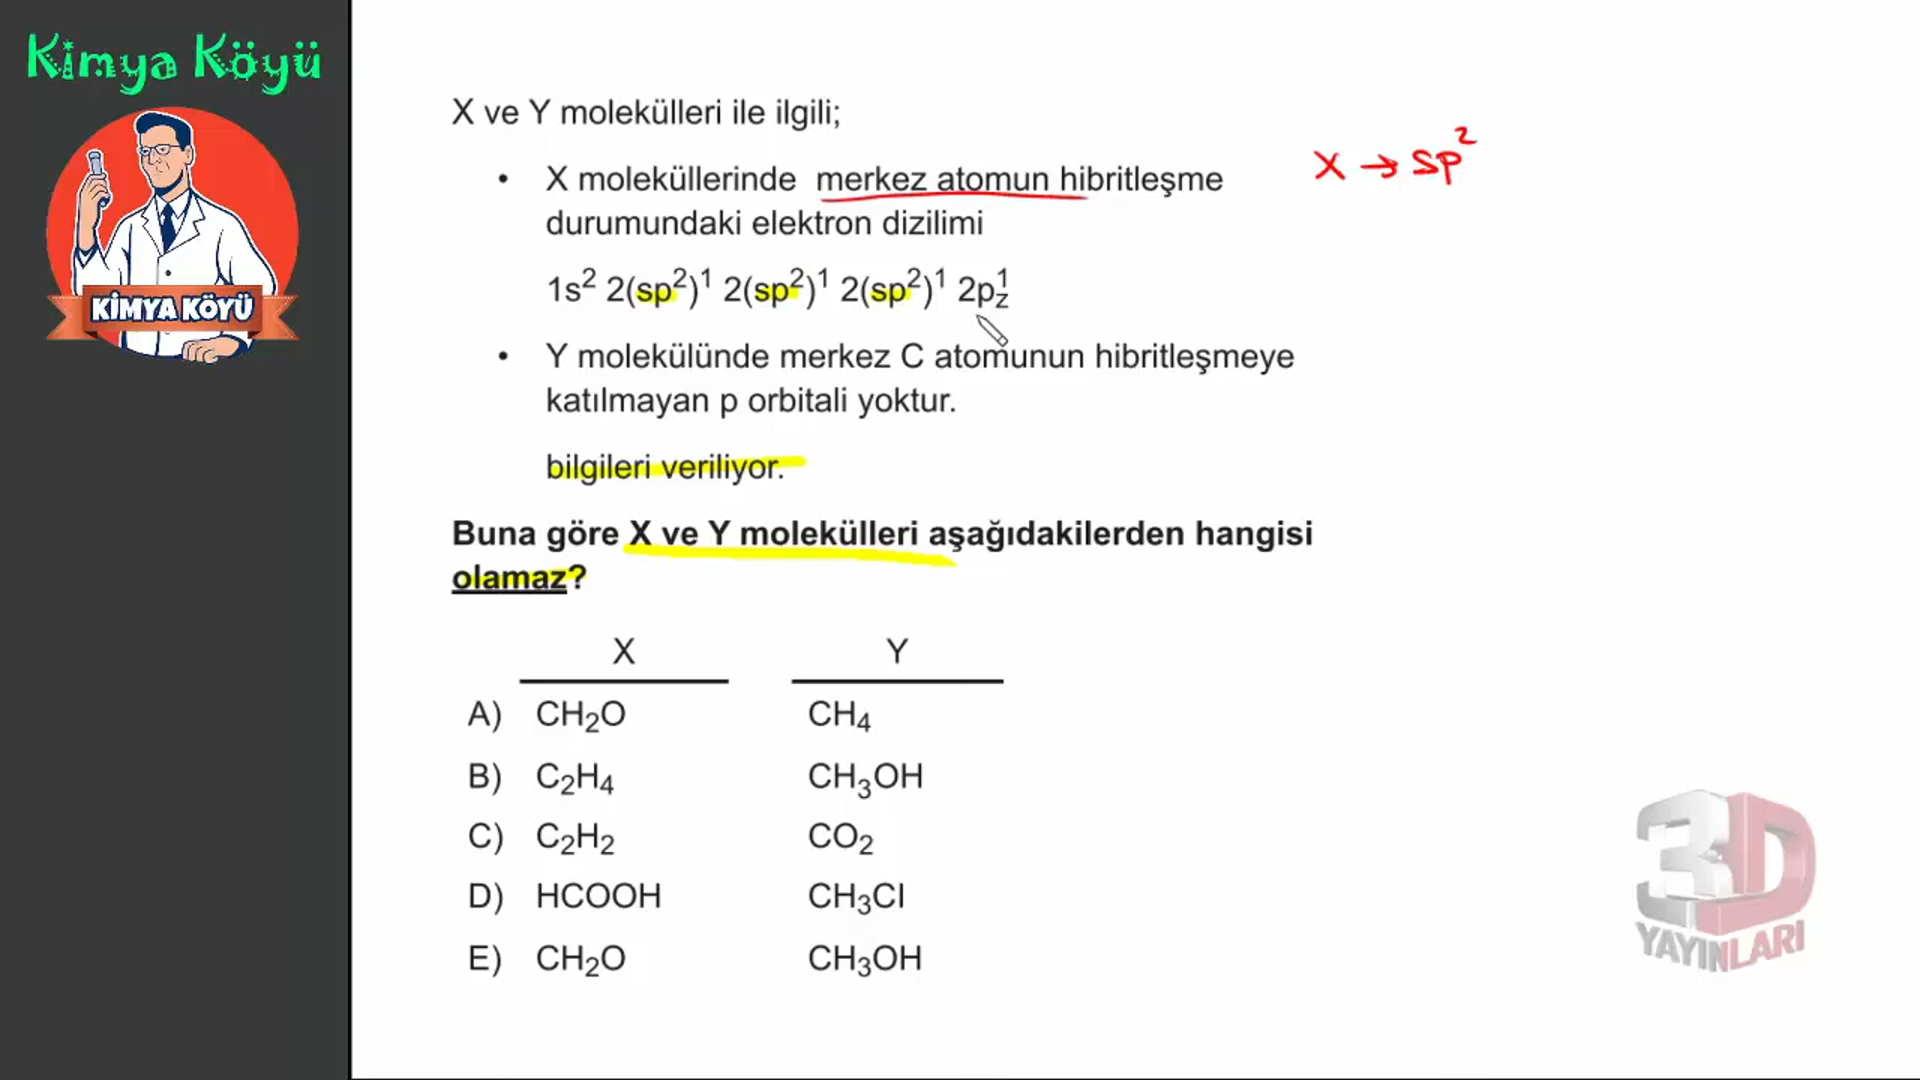 Kimya Köyü
KİMYA KÖYÜ
X ve Y molekülleri ile ilgili;
• X moleküllerinde merkez atomun hibritleşme
durumundaki elektron dizilimi
1s² 2(sp²)¹ 2(sp²)¹ 2(sp²)¹ 2p_z¹
X → sp²
• Y molekülünde merkez C atomunun hibritleşmeye
katılmayan p orbitali yoktur.
bilgileri veriliyor.
Buna göre X ve Y molekülleri aşağıdakilerden hangisi
olamaz?
X Y
A) CH₂O CH₄
B) C₂H₄ CH₃OH
C) C₂H₂ CO₂
D) HCOOH CH₃Cl
E) CH₂O CH₃OH
3D
YAYINLARI